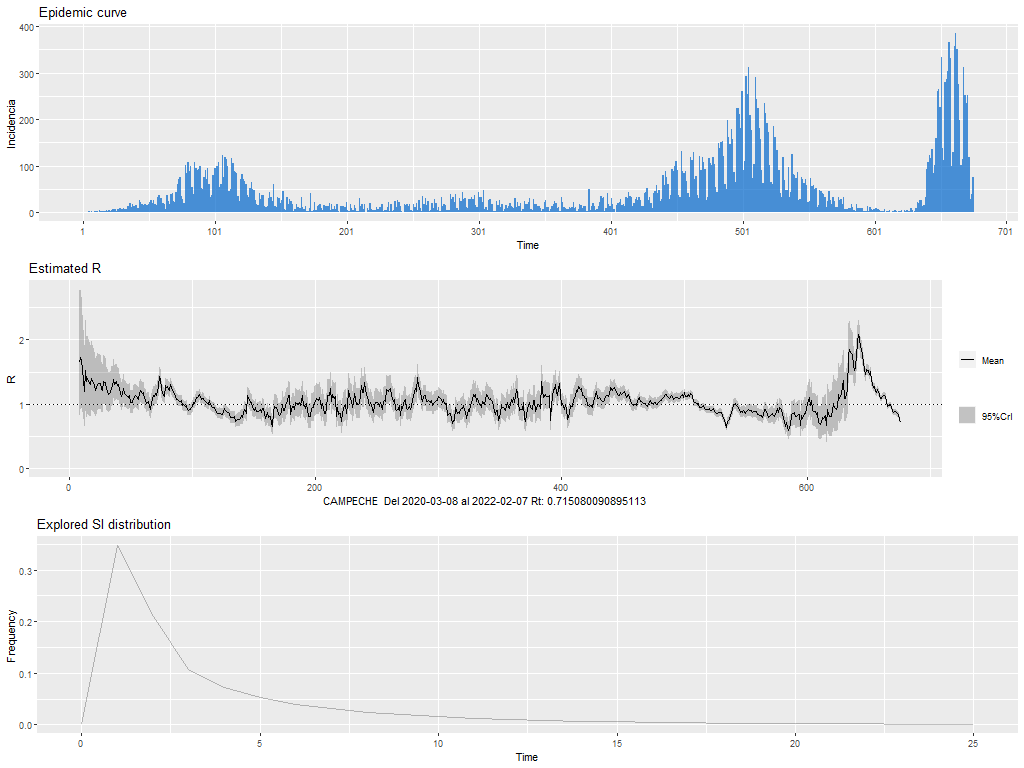 Epidemic curve
400
300
200
100
0
Incidencia
1
101
201
301
401
501
601
701
Time
Estimated R
2
1
0
R
Mean
95%CrI
0
200
400
600
CAMPECHE  Del 2020-03-08 al 2022-02-07 Rt: 0.715080090895113
Explored SI distribution
0.3
0.2
0.1
0.0
Frequency
0
5
10
15
20
25
Time